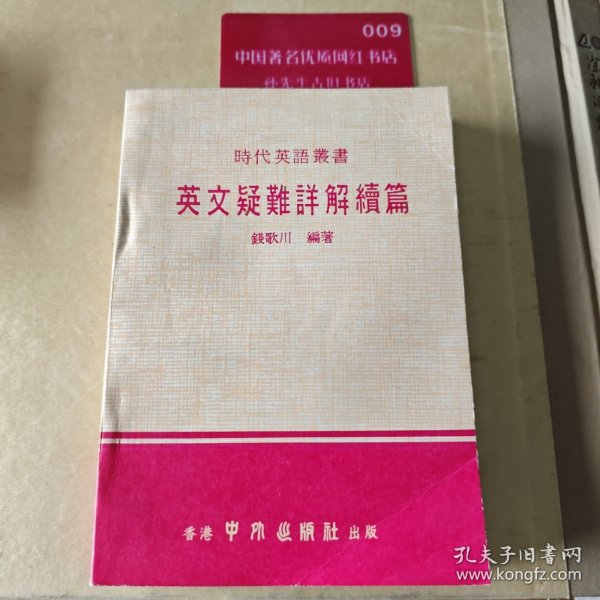 009
中国著名优质网红书店
孙先生古旧书店
時代英語叢書
英文疑難詳解續篇
錢歌川 編著
香港 中外出版社 出版
孔夫子旧书网
www.kongfz.com